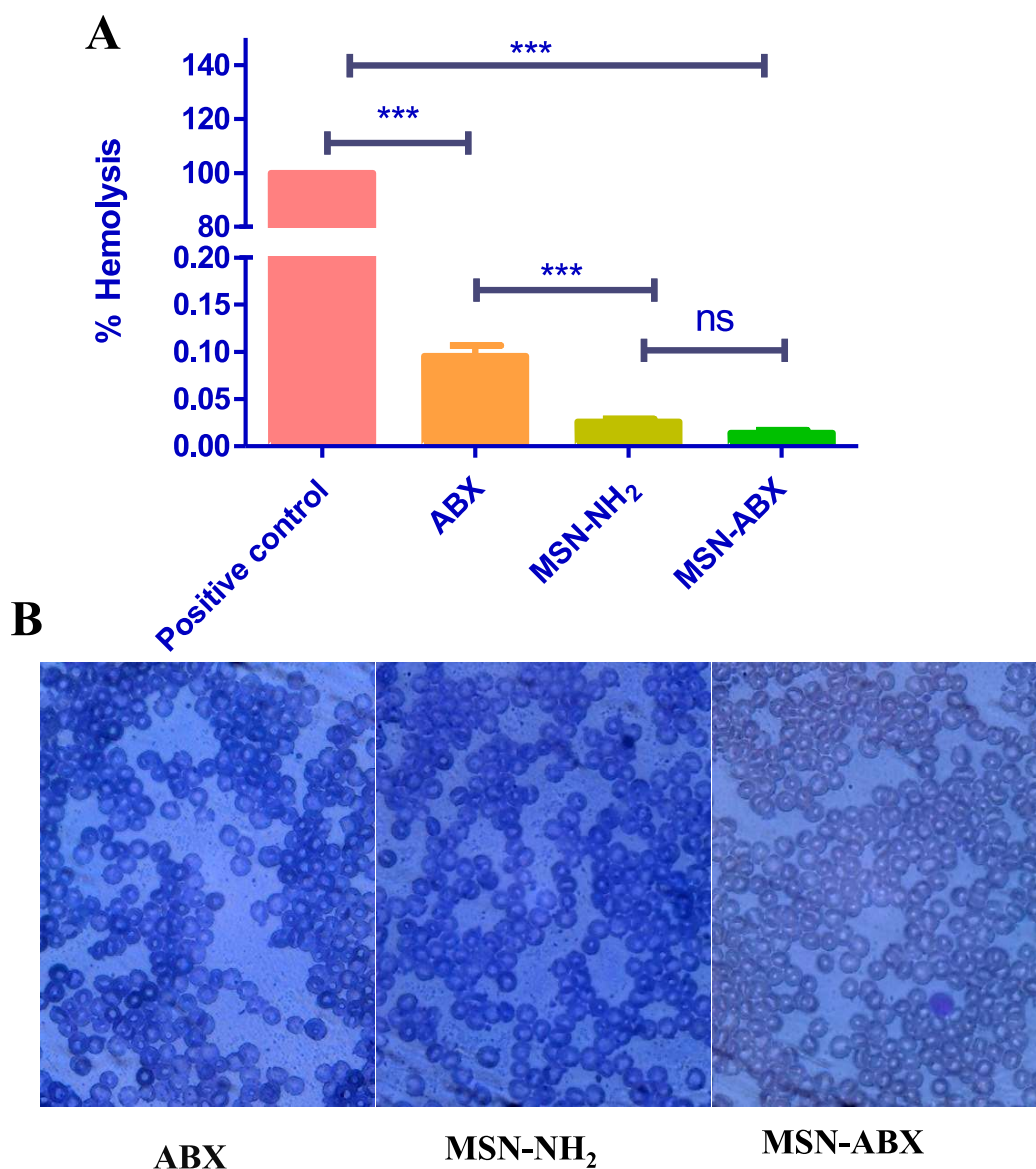 A
***
140
120
***
100
80
0.20
***
0.15
ns
0.10
0.05
0.00
% Hemolysis
Positive control
ABX
MSN-NH₂
MSN-ABX
B
ABX
MSN-NH₂
MSN-ABX